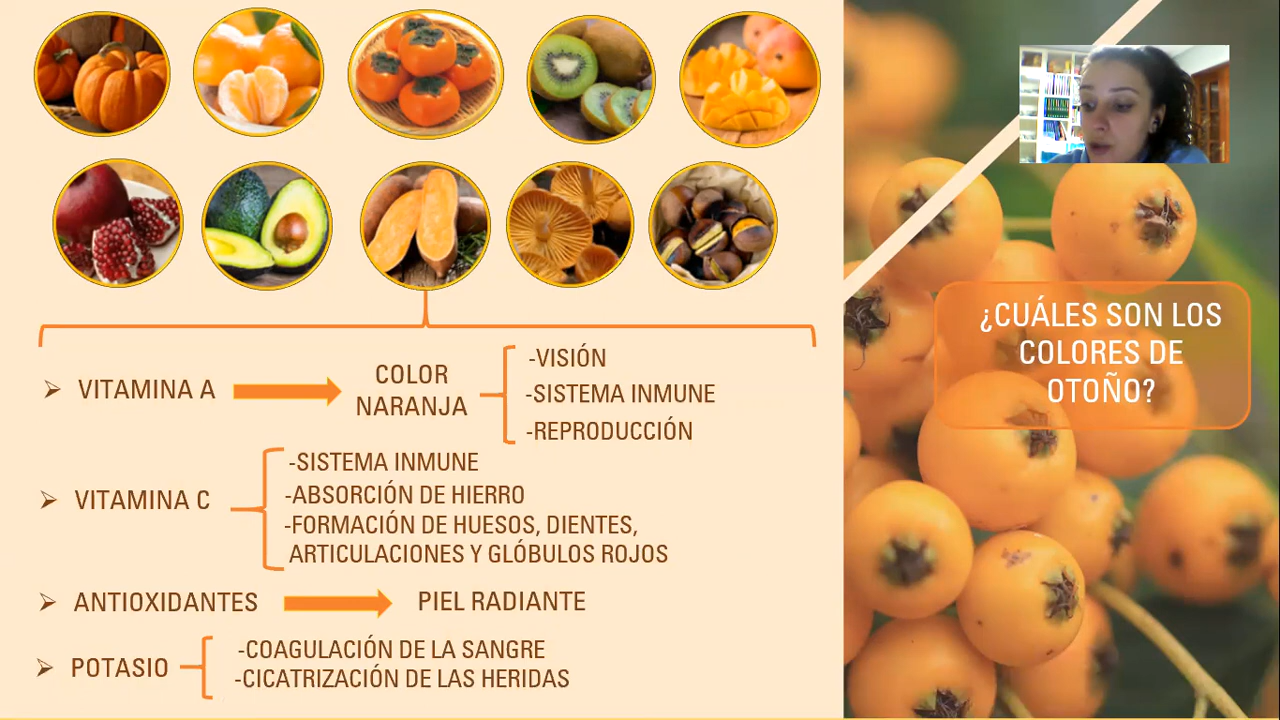 VITAMINA A
COLOR
NARANJA
-VISIÓN
-SISTEMA INMUNE
-REPRODUCCIÓN
VITAMINA C
-SISTEMA INMUNE
-ABSORCIÓN DE HIERRO
-FORMACIÓN DE HUESOS, DIENTES,
ARTICULACIONES Y GLÓBULOS ROJOS
ANTIOXIDANTES
PIEL RADIANTE
POTASIO
-COAGULACIÓN DE LA SANGRE
-CICATRIZACIÓN DE LAS HERIDAS
¿CUÁLES SON LOS
COLORES DE
OTOÑO?